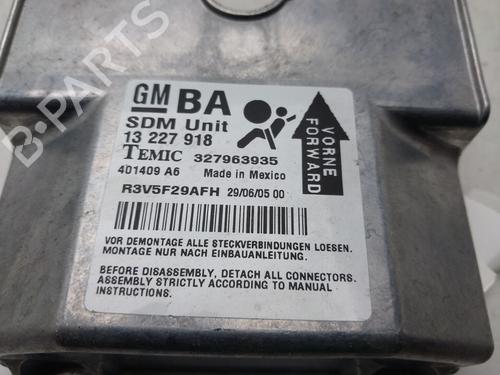 B-PARTS
GM BA
SDM Unit
13 227 918
TEMIC 327963935
401409 A6 Made in Mexico
R3V5F29AFH 29/06/05 00
VORNE
FORWARD
VOR DEMONTAGE ALLE STECKVERBINDUNGEN LOESEN.
MONTAGE NUR NACH EINBAUANLEITUNG.
BEFORE DISASSEMBLY, DETACH ALL CONNECTORS.
ASSEMBLY STRICTLY ACCORDING TO MANUAL
INSTRUCTIONS.